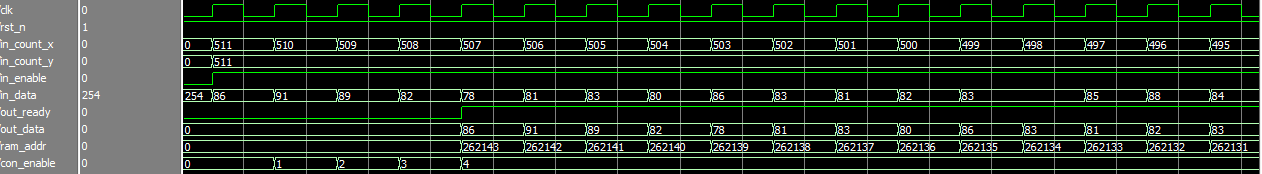 /clk 0
/rst_n 1
/in_count_x 0 0 511 510 509 508 507 506 505 504 503 502 501 500 499 498 497 496 495
/in_count_y 0 0 511
/in_enable 0
/in_data 254 254 86 91 89 82 78 81 83 80 86 83 81 82 83 85 88 84
/out_ready 0
/out_data 0 0 86 91 89 82 78 81 83 80 86 83 81 82 83
/ram_addr 0 0 262143 262142 262141 262140 262139 262138 262137 262136 262135 262134 262133 262132 262131
/con_enable 0 0 1 2 3 4